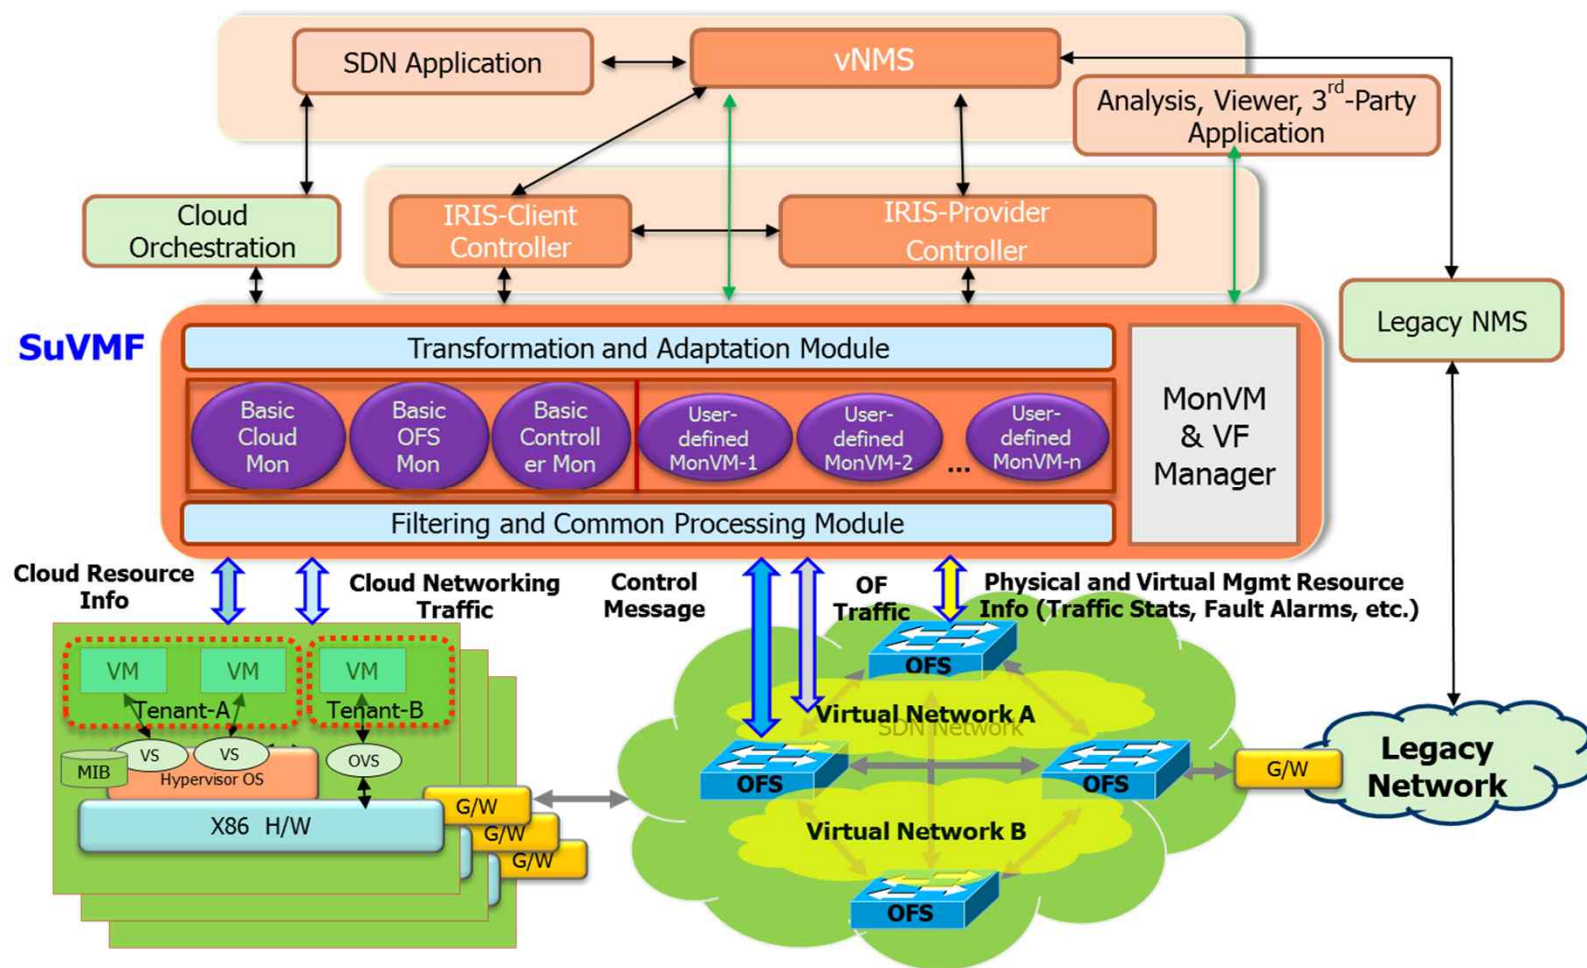 SDN Application
vNMS
Analysis, Viewer, 3rd-Party
Application
Cloud
Orchestration
IRIS-Client
Controller
IRIS-Provider
Controller
Legacy NMS
SuVMF
Transformation and Adaptation Module
Basic
Cloud
Mon
Basic
OFS
Mon
Basic
Controll
er Mon
User-
defined
MonVM-1
User-
defined
MonVM-2
...
User-
defined
MonVM-n
MonVM
& VF
Manager
Filtering and Common Processing Module
Cloud Resource
Info
Cloud Networking
Traffic
Control
Message
OF
Traffic
Physical and Virtual Mgmt Resource
Info (Traffic Stats, Fault Alarms, etc.)
VM
VM
VM
Tenant-A
Tenant-B
VS
VS
OVS
MIB
Hypervisor OS
X86 H/W
G/W
G/W
G/W
OFS
Virtual Network A
SDN Network
OFS
OFS
Virtual Network B
OFS
G/W
Legacy
Network